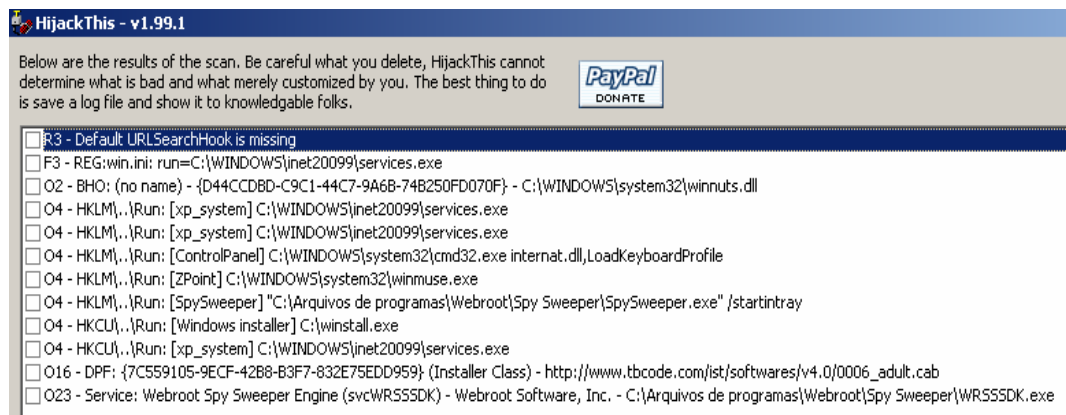 HijackThis - v1.99.1
Below are the results of the scan. Be careful what you delete, HijackThis cannot
determine what is bad and what merely customized by you. The best thing to do
is save a log file and show it to knowledgable folks.
PayPal
DONATE
R3 - Default URLSearchHook is missing
F3 - REG:win.ini: run=C:\WINDOWS\inet20099\services.exe
O2 - BHO: (no name) - {D44CCDBD-C9C1-44C7-9A6B-74B250FD070F} - C:\WINDOWS\system32\winnuts.dll
O4 - HKLM\..\Run: [xp_system] C:\WINDOWS\inet20099\services.exe
O4 - HKLM\..\Run: [xp_system] C:\WINDOWS\inet20099\services.exe
O4 - HKLM\..\Run: [ControlPanel] C:\WINDOWS\system32\cmd32.exe internat.dll,LoadKeyboardProfile
O4 - HKLM\..\Run: [ZPoint] C:\WINDOWS\system32\winmuse.exe
O4 - HKLM\..\Run: [SpySweeper] "C:\Arquivos de programas\Webroot\Spy Sweeper\SpySweeper.exe" /startintray
O4 - HKCU\..\Run: [Windows installer] C:\winstall.exe
O4 - HKCU\..\Run: [xp_system] C:\WINDOWS\inet20099\services.exe
O16 - DPF: {7C559105-9ECF-42B8-B3F7-832E75EDD959} (Installer Class) - http://www.tbcode.com/ist/softwares/v4.0/0006_adult.cab
O23 - Service: Webroot Spy Sweeper Engine (svcWRSSSDK) - Webroot Software, Inc. - C:\Arquivos de programas\Webroot\Spy Sweeper\WRSSSDK.exe